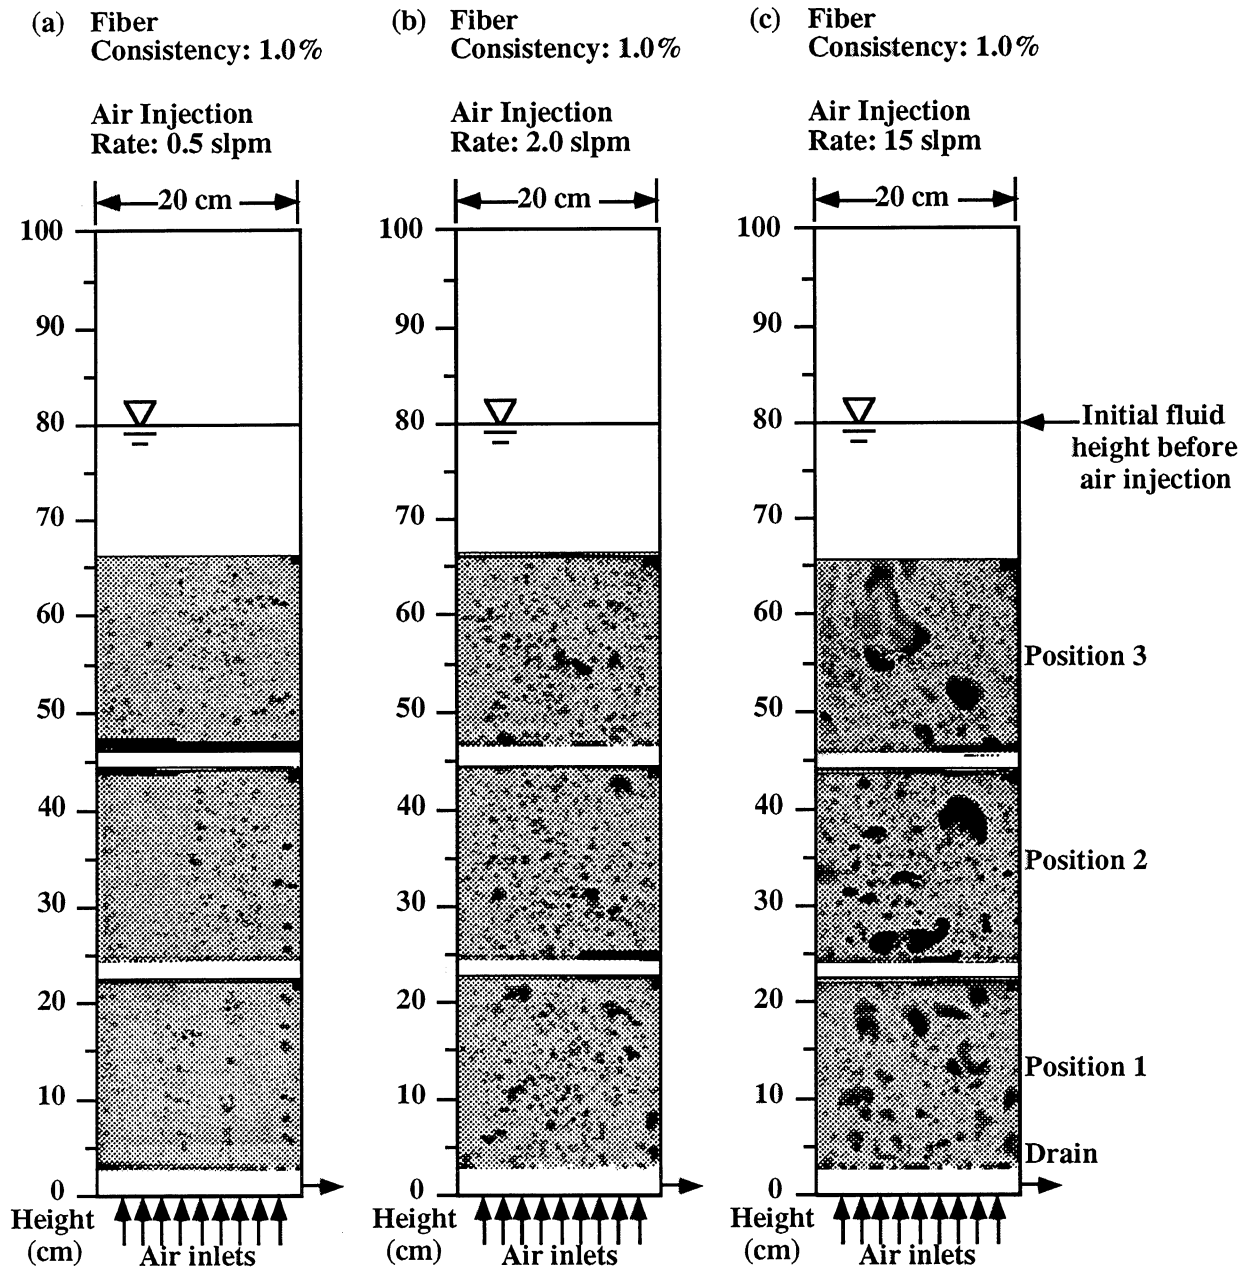 (a) Fiber
Consistency: 1.0%
Air Injection
Rate: 0.5 slpm
20 cm
100
90
80
70
60
50
40
30
20
10
0
Height
(cm)
Air inlets
(b) Fiber
Consistency: 1.0%
Air Injection
Rate: 2.0 slpm
20 cm
100
90
80
70
60
50
40
30
20
10
0
Height
(cm)
Air inlets
(c) Fiber
Consistency: 1.0%
Air Injection
Rate: 15 slpm
20 cm
100
90
80
70
60
50
40
30
20
10
0
Height
(cm)
Air inlets
Initial fluid
height before
air injection
Position 3
Position 2
Position 1
Drain